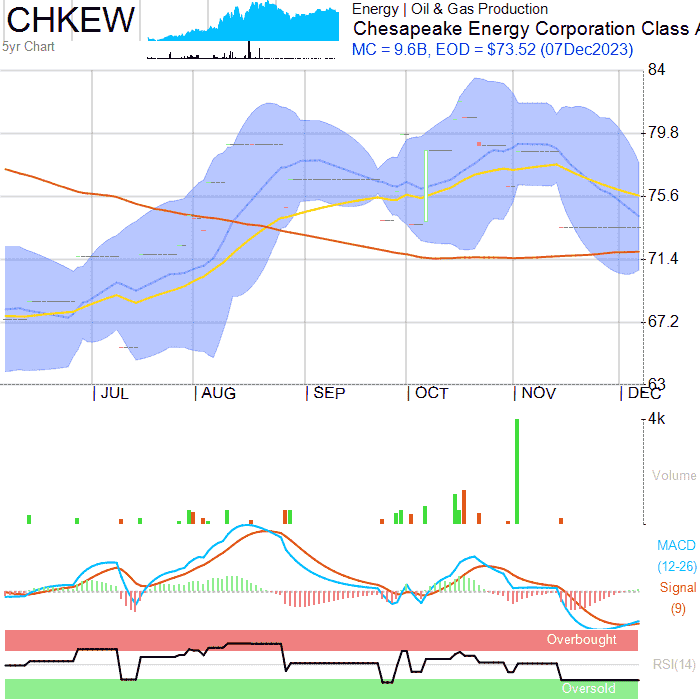 CHKEW
5yr Chart
Energy | Oil & Gas Production
Chesapeake Energy Corporation Class A
MC = 9.6B, EOD = $73.52 (07Dec2023)
84
79.8
75.6
71.4
67.2
63
JUL
AUG
SEP
OCT
NOV
DEC
4k
Volume
MACD
(12-26)
Signal
(9)
Overbought
RSI(14)
Oversold